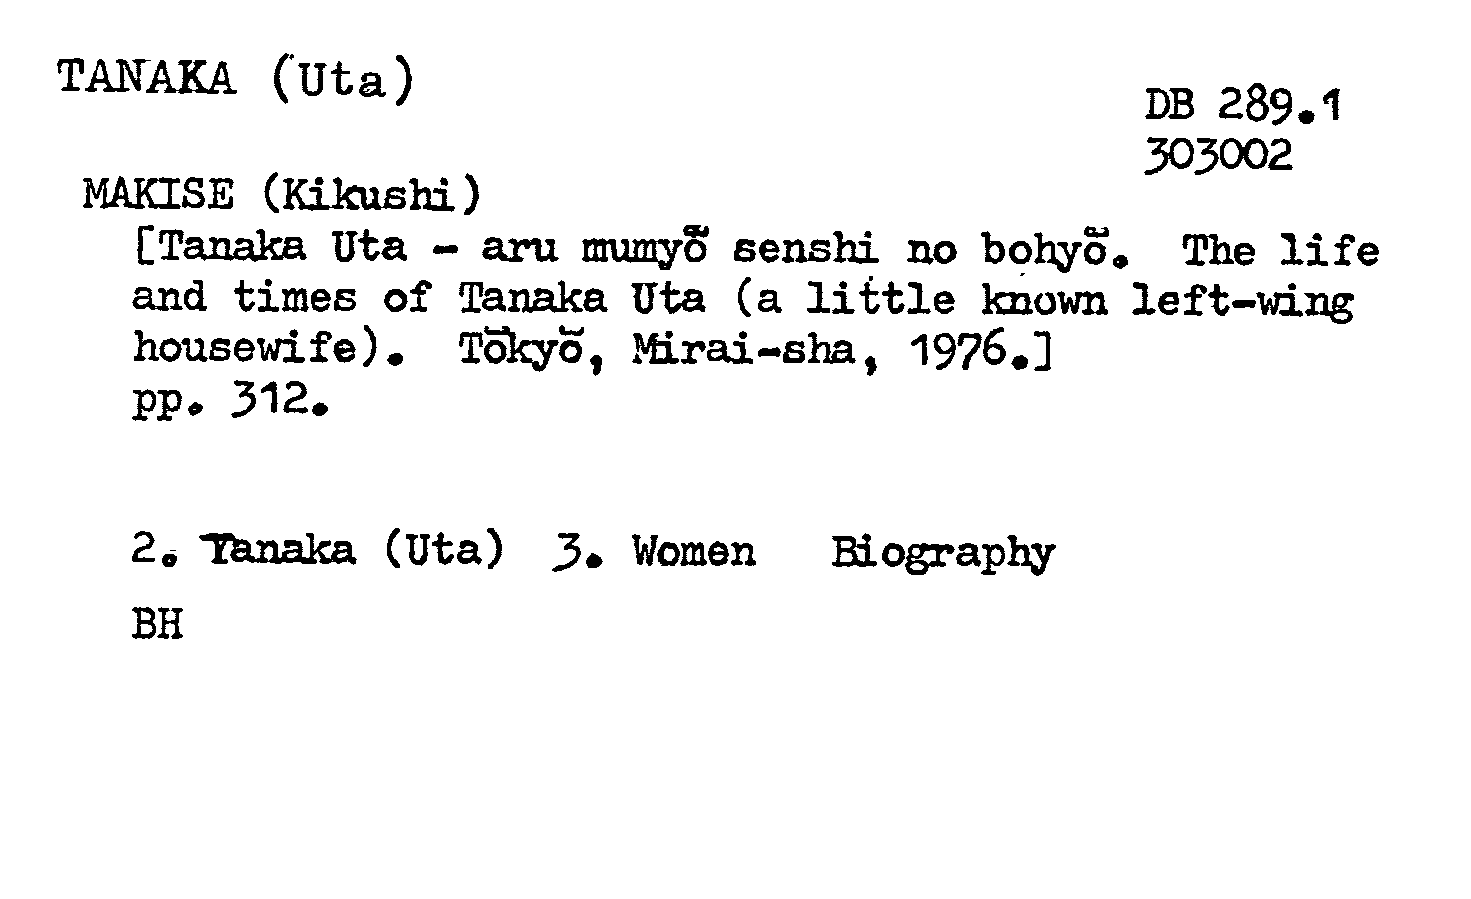 TANAKA (Uta)
DB 289.1
303002
MAKISE (Kikushi)
[Tanaka Uta - aru mumyō senshi no bohyō. The life
and times of Tanaka Uta (a little known left-wing
housewife). Tōkyō, Mirai-sha, 1976.]
pp. 312.
2. Tanaka (Uta) 3. Women Biography
BH